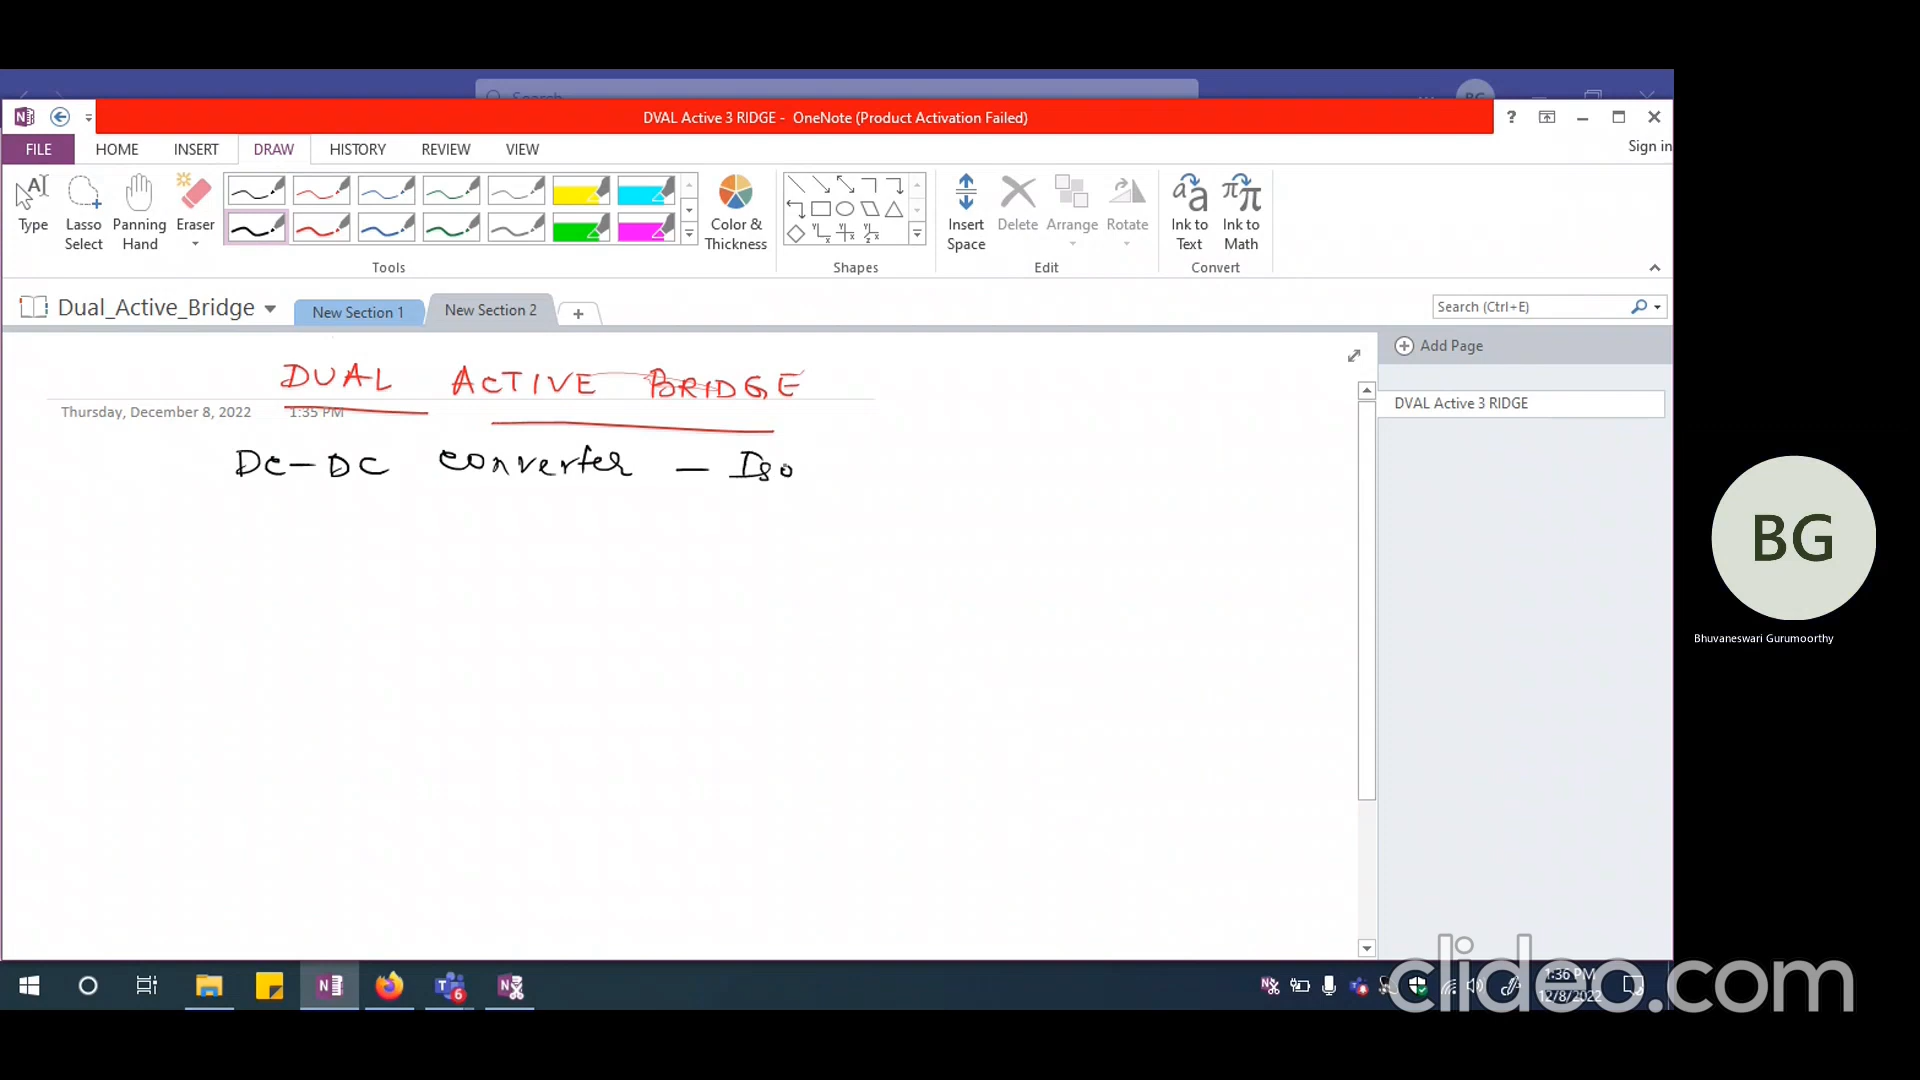 Search
BG
DVAL Active 3 RIDGE - OneNote (Product Activation Failed)
?
FILE HOME INSERT DRAW HISTORY REVIEW VIEW
Sign in
Type
Lasso Select
Panning Hand
Eraser
Color & Thickness
Insert Space
Delete
Arrange
Rotate
Ink to Text
Ink to Math
Tools
Shapes
Edit
Convert
Dual_Active_Bridge
New Section 1
New Section 2
Search (Ctrl+E)
Add Page
DVAL Active 3 RIDGE
DUAL ACTIVE BRIDGE
Thursday, December 8, 2022 1:35 PM
DC-DC converter — Iso
BG
Bhuvaneswari Gurumoorthy
1:36 PM
12/8/2022
clideo.com